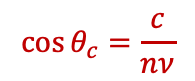 cos θ_c = c / nv